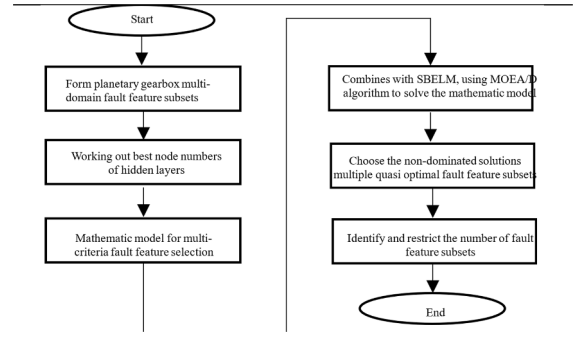 Start
Form planetary gearbox multi-
domain fault feature subsets
Working out best node numbers
of hidden layers
Mathematic model for multi-
criteria fault feature selection
Combines with SBELM, using MOEA/D
algorithm to solve the mathematic model
Choose the non-dominated solutions
multiple quasi optimal fault feature subsets
Identify and restrict the number of fault
feature subsets
End